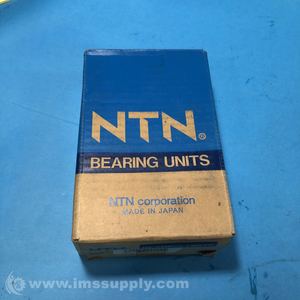 NTN®
BEARING UNITS
NTN corporation
MADE IN JAPAN
© www.imssupply.com